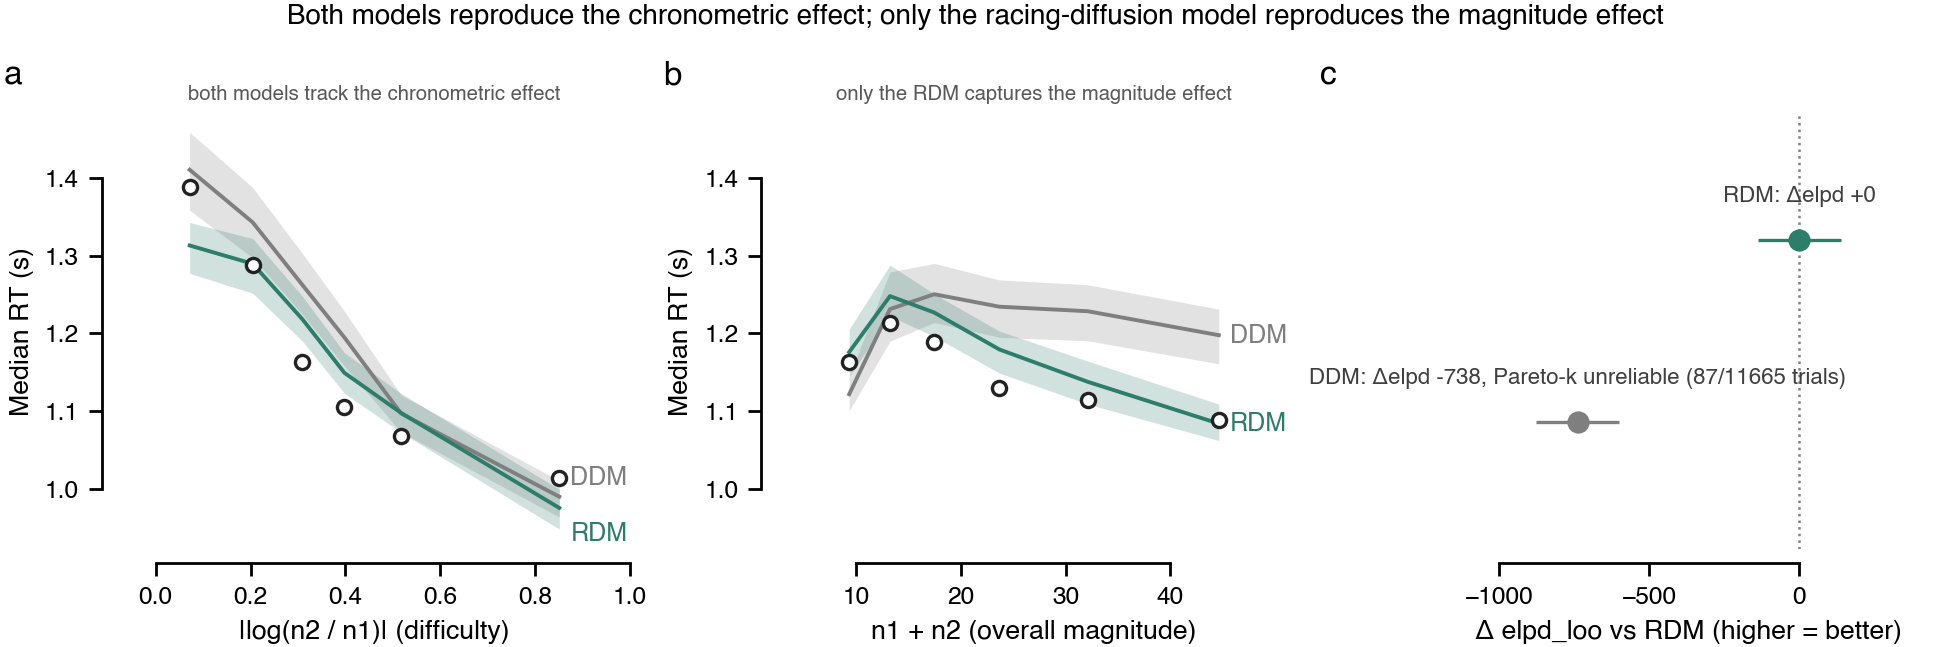 Both models reproduce the chronometric effect; only the racing-diffusion model reproduces the magnitude effect
a
both models track the chronometric effect
Median RT (s)
1.4
1.3
1.2
1.1
1.0
DDM
RDM
0.0
0.2
0.4
0.6
0.8
1.0
|log(n2 / n1)| (difficulty)
b
only the RDM captures the magnitude effect
Median RT (s)
1.4
1.3
1.2
1.1
1.0
DDM
RDM
10
20
30
40
n1 + n2 (overall magnitude)
c
RDM: Δelpd +0
DDM: Δelpd -738, Pareto-k unreliable (87/11665 trials)
−1000
−500
0
Δ elpd_loo vs RDM (higher = better)